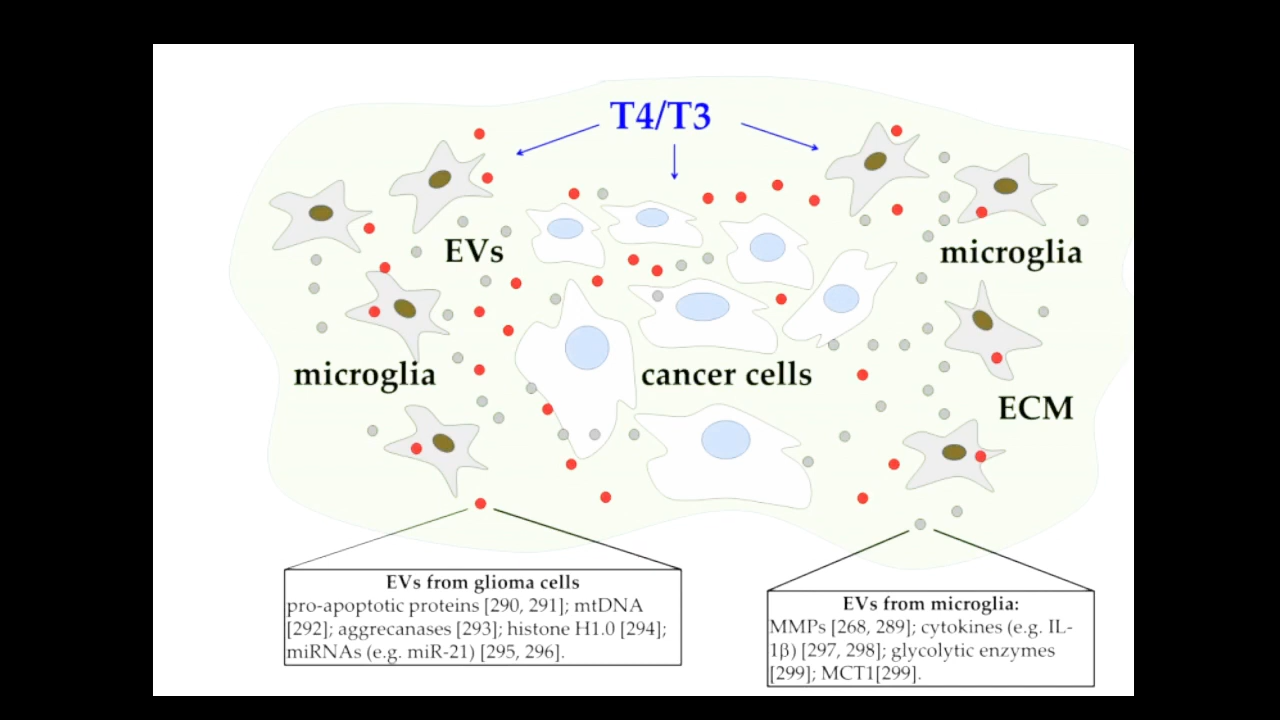 T4/T3
EVs
microglia
microglia
cancer cells
ECM
EVs from glioma cells
pro-apoptotic proteins [290, 291]; mtDNA
[292]; aggrecanases [293]; histone H1.0 [294];
miRNAs (e.g. miR-21) [295, 296].
EVs from microglia:
MMPs [268, 289]; cytokines (e.g. IL-
1β) [297, 298]; glycolytic enzymes
[299]; MCT1[299].